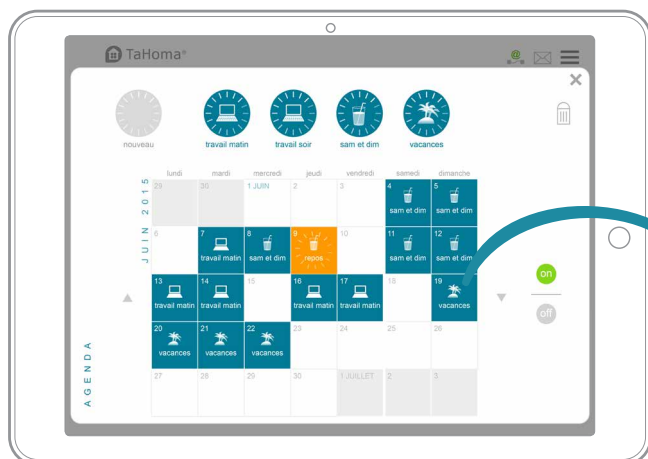 TaHoma®
@
nouveau
travail matin
travail soir
sam et dim
vacances
JUIN 2015
lundi mardi mercredi jeudi vendredi samedi dimanche
29 30 1 JUIN 2 3 4 5
sam et dim sam et dim
6 7 8 9 10 11 12
travail matin sam et dim repos sam et dim sam et dim
13 14 15 16 17 18 19
travail matin travail matin travail matin travail matin vacances
20 21 22 23 24 25 26
vacances vacances vacances
27 28 29 30 1 JUILLET 2 3
AGENDA
on
off